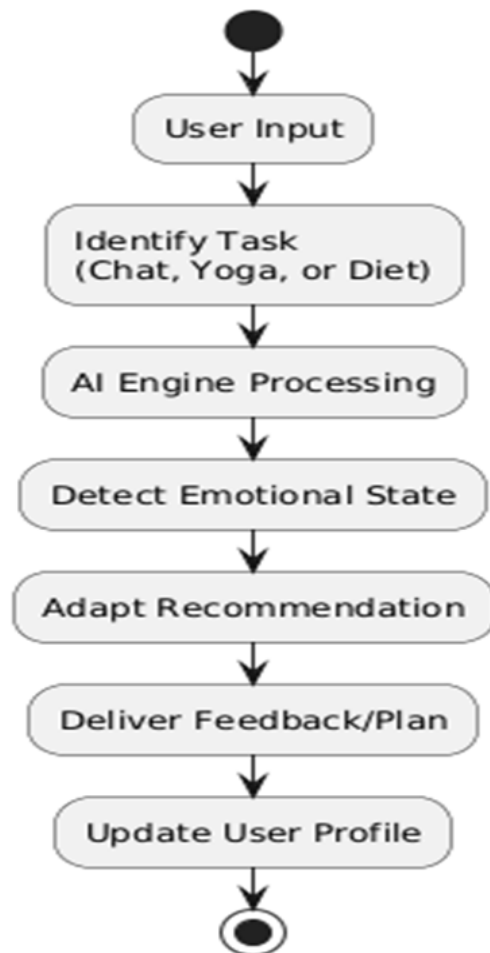 User Input
Identify Task
(Chat, Yoga, or Diet)
AI Engine Processing
Detect Emotional State
Adapt Recommendation
Deliver Feedback/Plan
Update User Profile